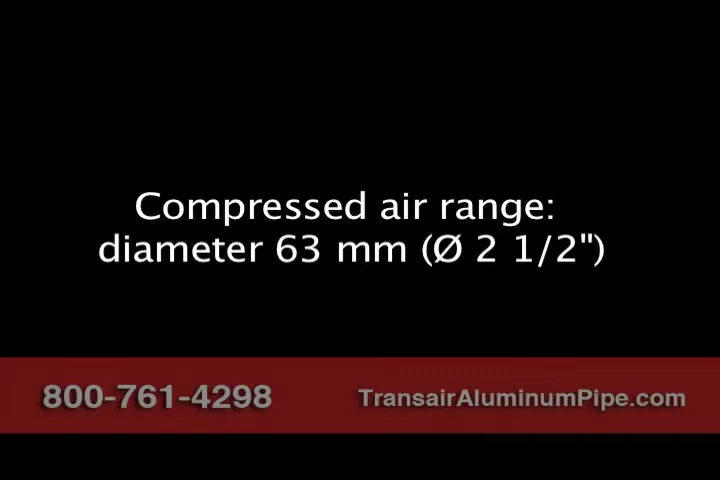 Compressed air range:
diameter 63 mm (Ø 2 1/2")
800-761-4298
TransairAluminumPipe.com